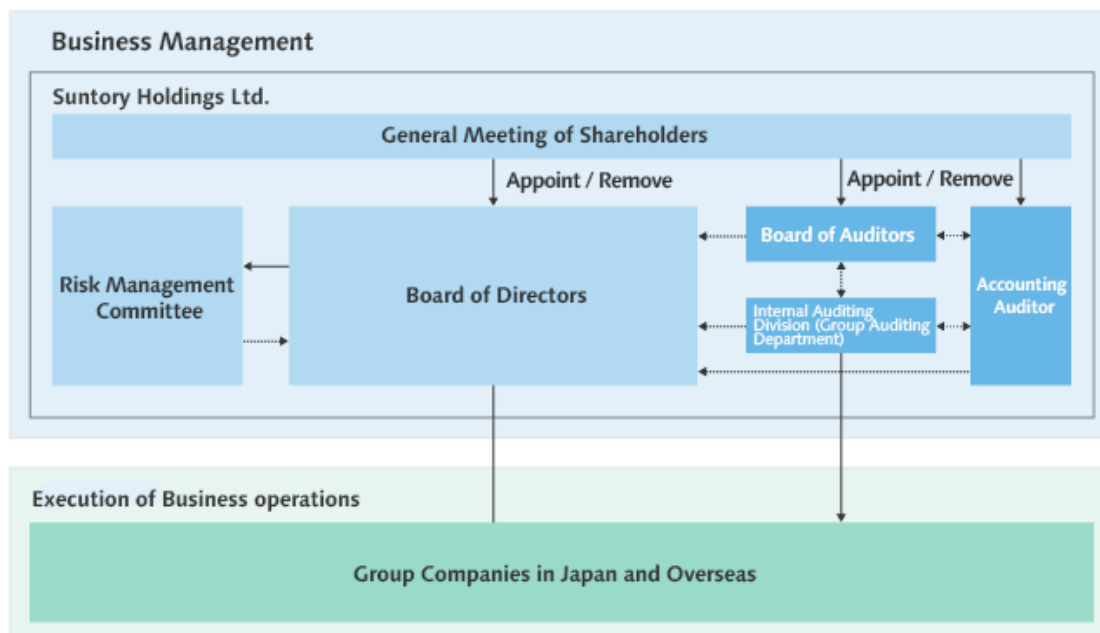 Business Management
Suntory Holdings Ltd.
General Meeting of Shareholders
Appoint / Remove
Appoint / Remove
Risk Management
Committee
Board of Directors
Board of Auditors
Internal Auditing
Division (Group Auditing
Department)
Accounting
Auditor
Execution of Business operations
Group Companies in Japan and Overseas